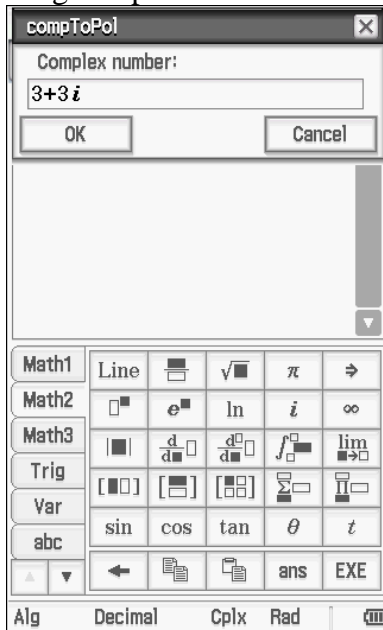 compToPol
Complex number:
3+3i
OK Cancel
Math1 Line √■ π ⇒
Math2 □■ e■ ln i ∞
Math3 |■| d/d■□ d□/d■□ ∫□□■ lim ■→□
Trig [■□] Σ□ Π□
Var
abc sin cos tan θ t
ans EXE
Alg Decimal Cplx Rad